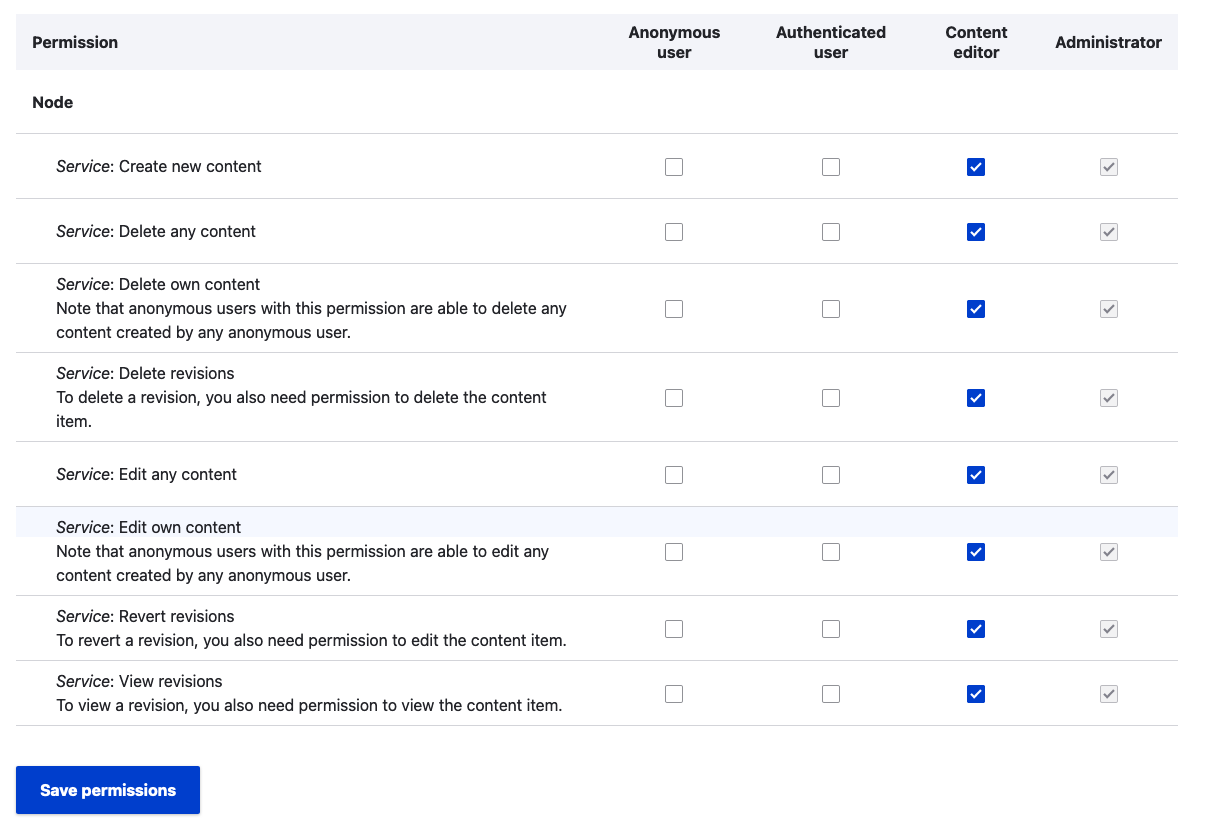 Permission
Anonymous user
Authenticated user
Content editor
Administrator
Node
Service: Create new content
Service: Delete any content
Service: Delete own content
Note that anonymous users with this permission are able to delete any
content created by any anonymous user.
Service: Delete revisions
To delete a revision, you also need permission to delete the content
item.
Service: Edit any content
Service: Edit own content
Note that anonymous users with this permission are able to edit any
content created by any anonymous user.
Service: Revert revisions
To revert a revision, you also need permission to edit the content item.
Service: View revisions
To view a revision, you also need permission to view the content item.
Save permissions